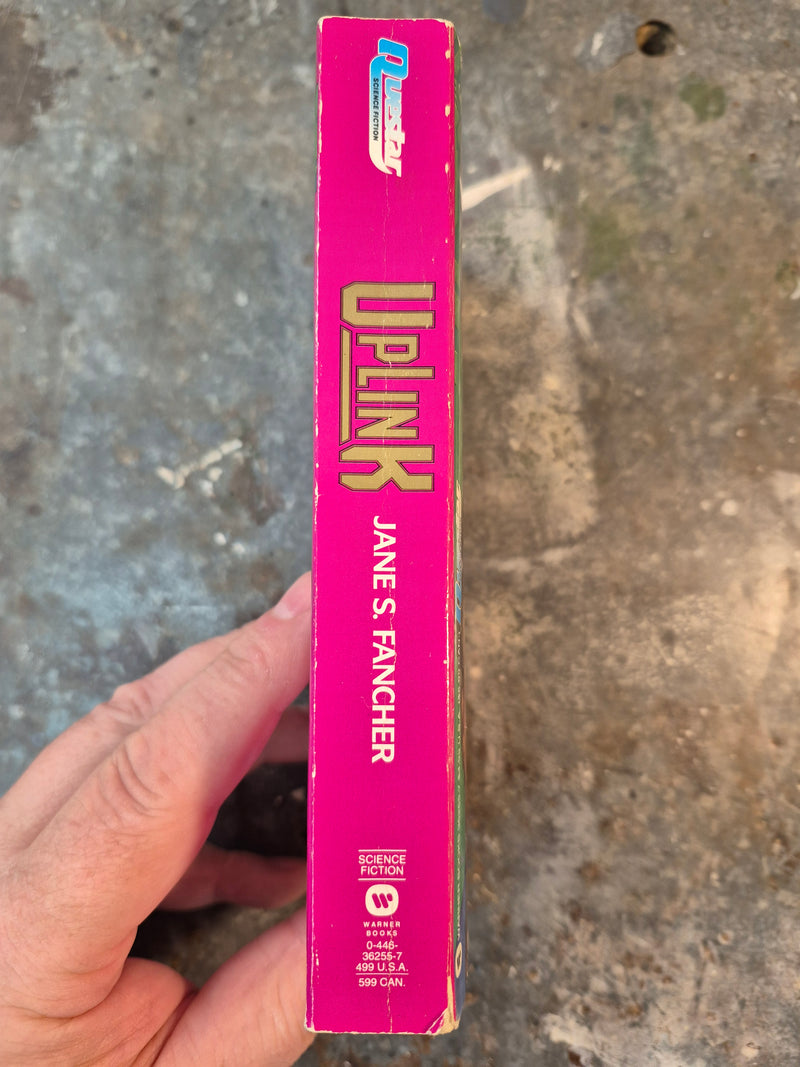 Questar
SCIENCE FICTION
UPLINK
JANE S. FANCHER
SCIENCE
FICTION
WARNER
BOOKS
0-446-
36255-7
499 U.S.A.
599 CAN.